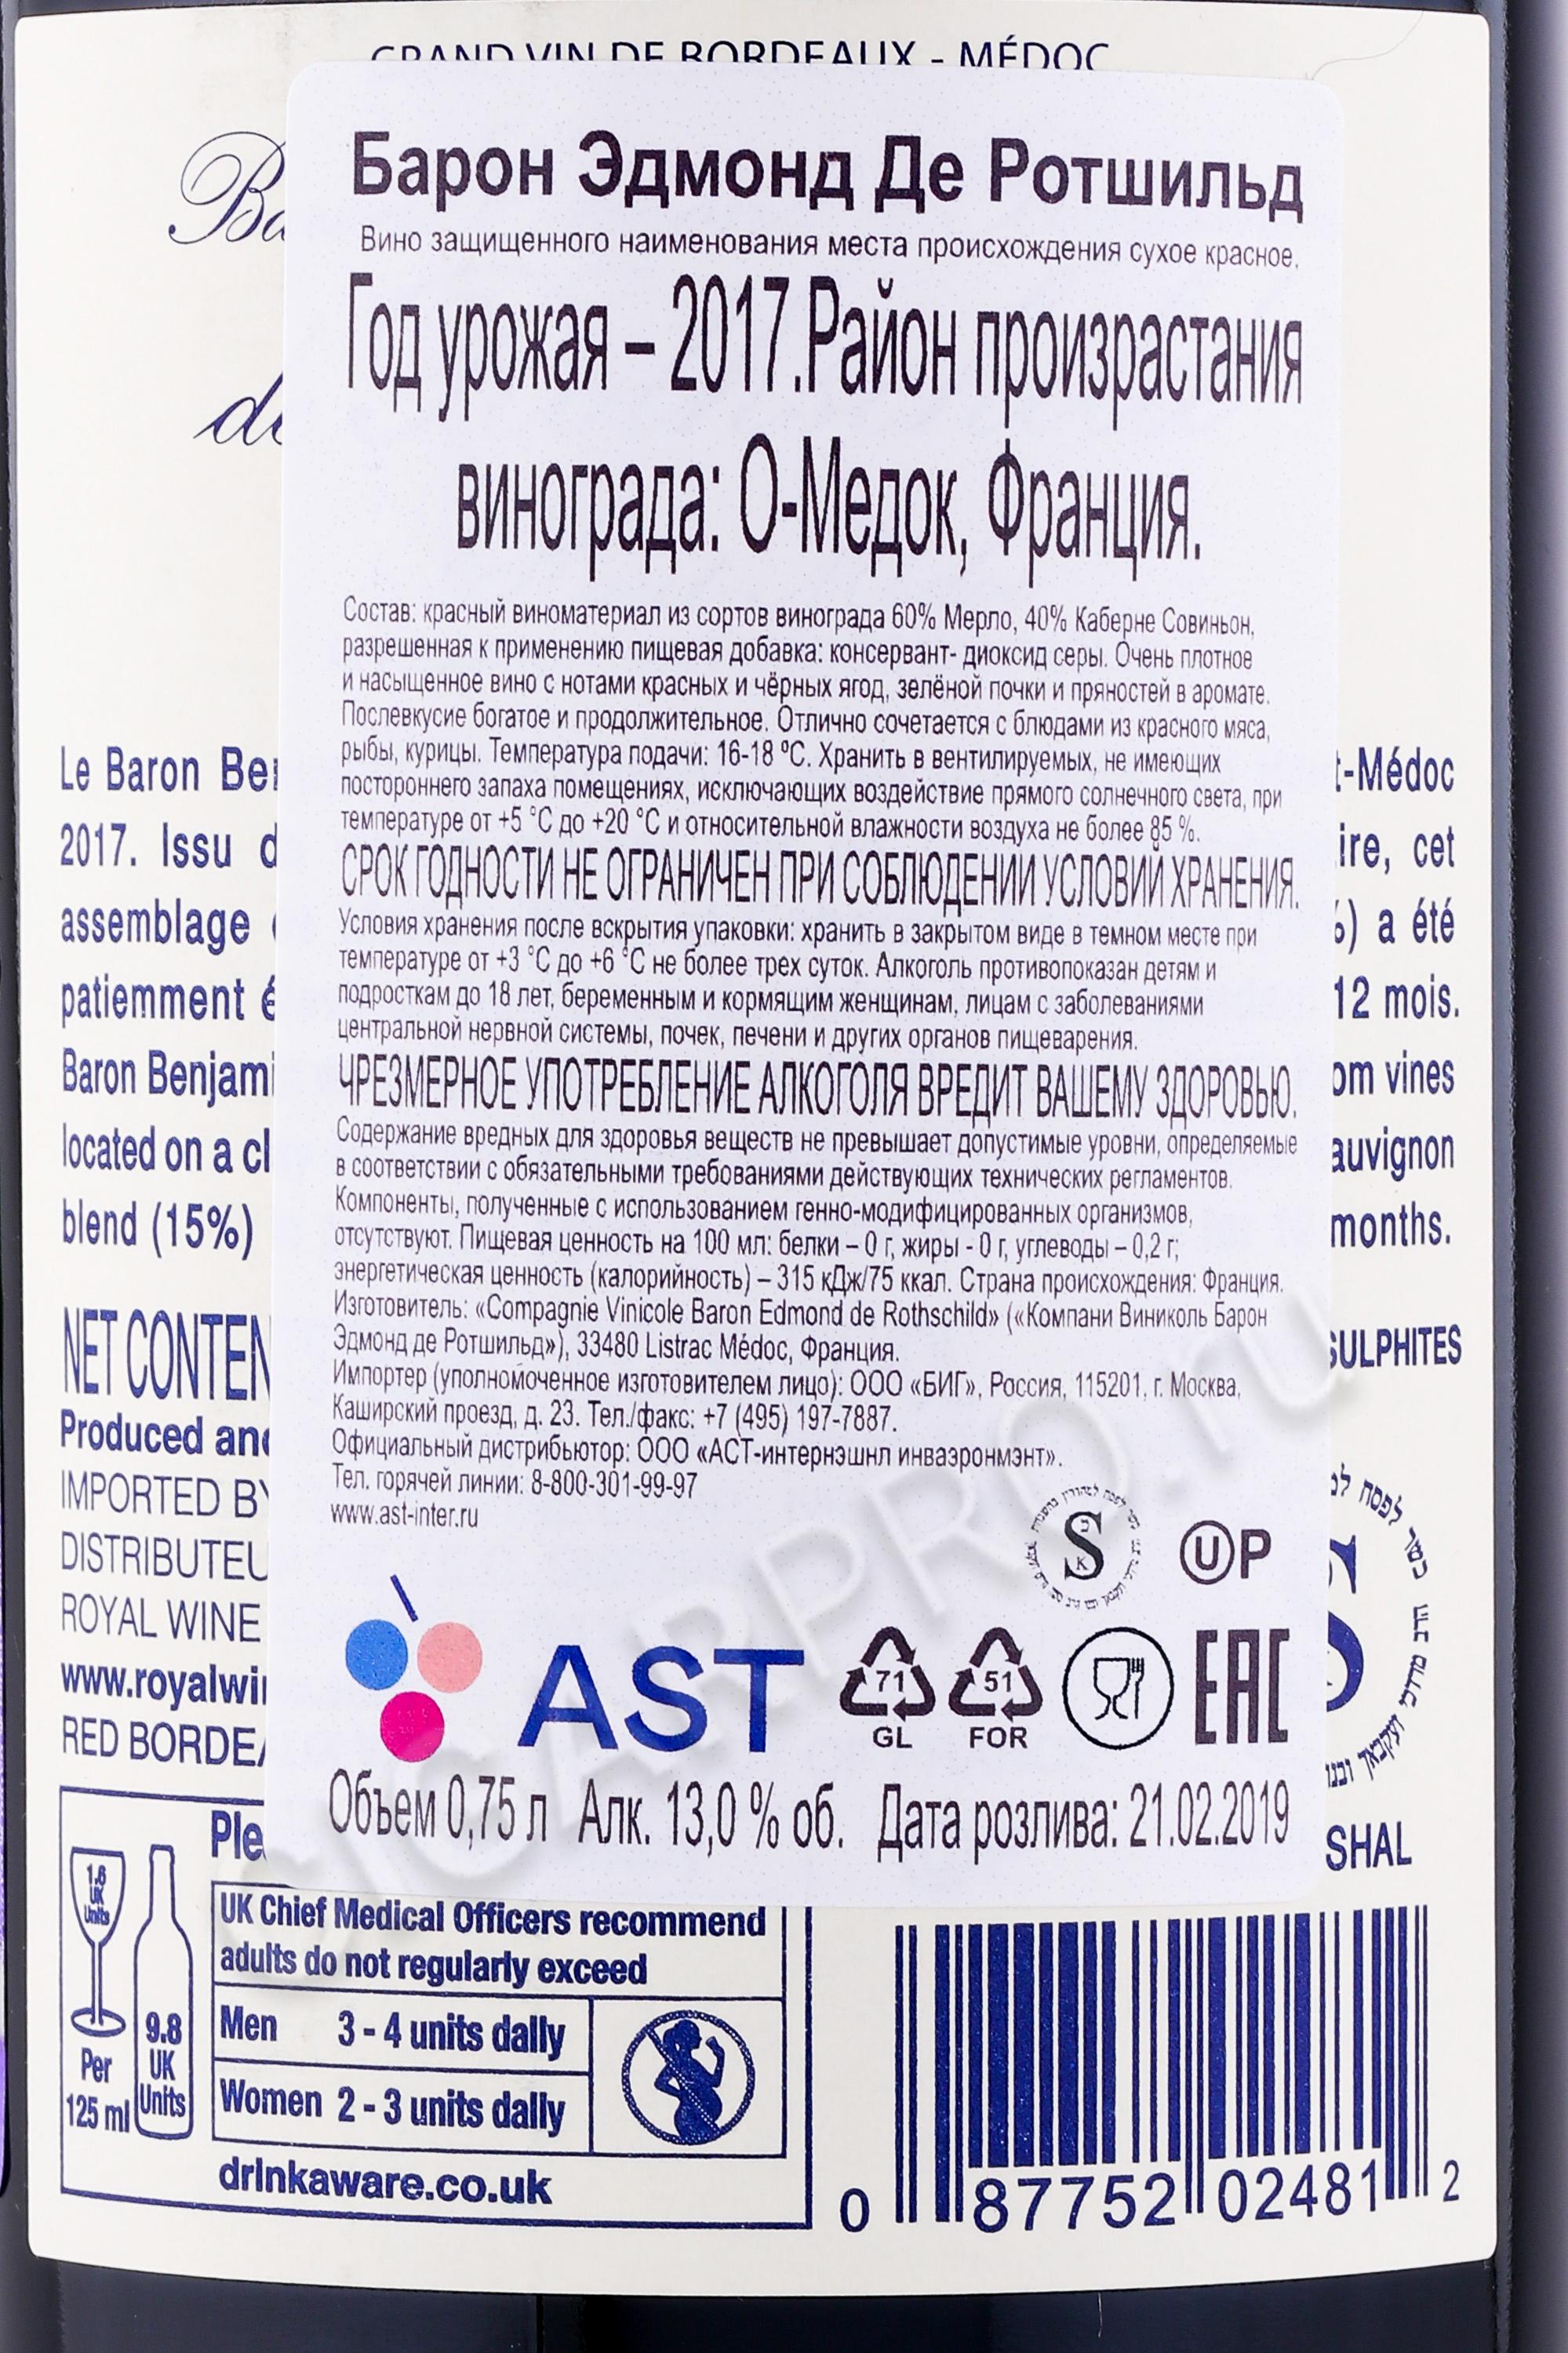 GRAND VIN DE BORDEAUX - MÉDOC
Барон Эдмонд Де Ротшильд
Вино защищенного наименования места происхождения сухое красное.
Год урожая – 2017.Район произрастания
винограда: О-Медок, Франция.
Состав: красный виноматериал из сортов винограда 60% Мерло, 40% Каберне Совиньон,
разрешенная к применению пищевая добавка: консервант- диоксид серы. Очень плотное
и насыщенное вино с нотами красных и чёрных ягод, зелёной почки и пряностей в аромате.
Послевкусие богатое и продолжительное. Отлично сочетается с блюдами из красного мяса,
рыбы, курицы. Температура подачи: 16-18 ºС. Хранить в вентилируемых, не имеющих
постороннего запаха помещениях, исключающих воздействие прямого солнечного света, при
температуре от +5 °С до +20 °С и относительной влажности воздуха не более 85 %.
СРОК ГОДНОСТИ НЕ ОГРАНИЧЕН ПРИ СОБЛЮДЕНИИ УСЛОВИЙ ХРАНЕНИЯ.
Условия хранения после вскрытия упаковки: хранить в закрытом виде в темном месте при
температуре от +3 °С до +6 °С не более трех суток. Алкоголь противопоказан детям и
подросткам до 18 лет, беременным и кормящим женщинам, лицам с заболеваниями
центральной нервной системы, почек, печени и других органов пищеварения.
ЧРЕЗМЕРНОЕ УПОТРЕБЛЕНИЕ АЛКОГОЛЯ ВРЕДИТ ВАШЕМУ ЗДОРОВЬЮ.
Содержание вредных для здоровья веществ не превышает допустимые уровни, определяемые
в соответствии с обязательными требованиями действующих технических регламентов.
Компоненты, полученные с использованием генно-модифицированных организмов,
отсутствуют. Пищевая ценность на 100 мл: белки – 0 г, жиры - 0 г, углеводы – 0,2 г;
энергетическая ценность (калорийность) – 315 кДж/75 ккал. Страна происхождения: Франция.
Изготовитель: «Compagnie Vinicole Baron Edmond de Rothschild» («Компани Виниколь Барон
Эдмонд де Ротшильд»), 33480 Listrac Médoc, Франция.
Импортер (уполномоченное изготовителем лицо): ООО «БИГ», Россия, 115201, г. Москва,
Каширский проезд, д. 23. Тел./факс: +7 (495) 197-7887.
Официальный дистрибьютор: ООО «АСТ-интернэшнл инваэронмэнт».
Тел. горячей линии: 8-800-301-99-97
www.ast-inter.ru
S
K
U P
AST
71
GL
51
FOR
EAC
Объем 0,75 л Алк. 13,0 % об. Дата розлива: 21.02.2019
Ba
de
Le Baron Be
2017. Issu d
assemblage
patiemment é
Baron Benjami
located on a cl
blend (15%)
NET CONTEN
Produced and
IMPORTED BY
DISTRIBUTEU
ROYAL WINE
www.royalwi
RED BORDEA
t-Médoc
ire, cet
) a été
12 mois.
om vines
auvignon
months.
SULPHITES
כשר לפסח
SHAL
1.6
UK
Units
Per
125 ml
9.8
UK
Units
Ple
UK Chief Medical Officers recommend
adults do not regularly exceed
Men 3 - 4 units daily
Women 2 - 3 units daily
drinkaware.co.uk
0 87752 02481 2
CIGARPRO.ru